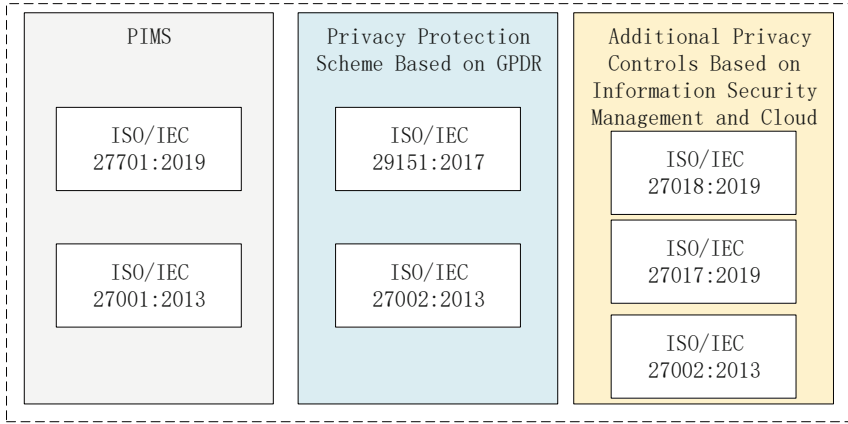 PIMS
ISO/IEC
27701:2019
ISO/IEC
27001:2013
Privacy Protection
Scheme Based on GPDR
ISO/IEC
29151:2017
ISO/IEC
27002:2013
Additional Privacy
Controls Based on
Information Security
Management and Cloud
ISO/IEC
27018:2019
ISO/IEC
27017:2019
ISO/IEC
27002:2013